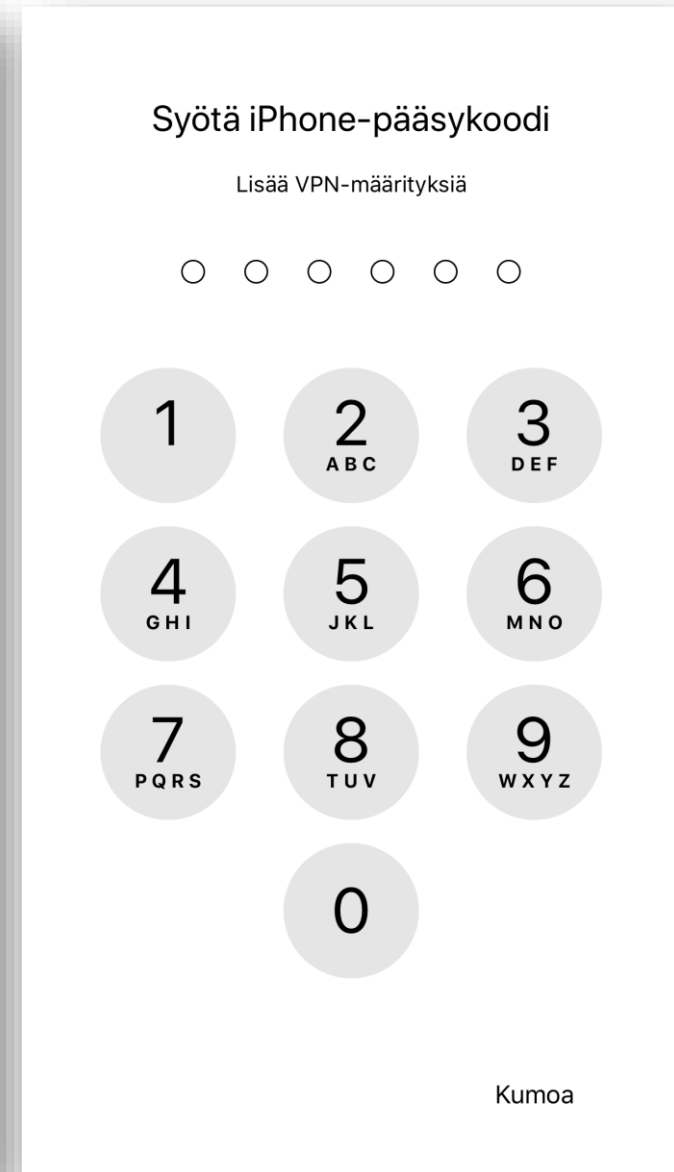 Syötä iPhone-pääsykoodi
Lisää VPN-määrityksiä
1 2 3
ABC DEF
4 5 6
GHI JKL MNO
7 8 9
PQRS TUV WXYZ
0
Kumoa